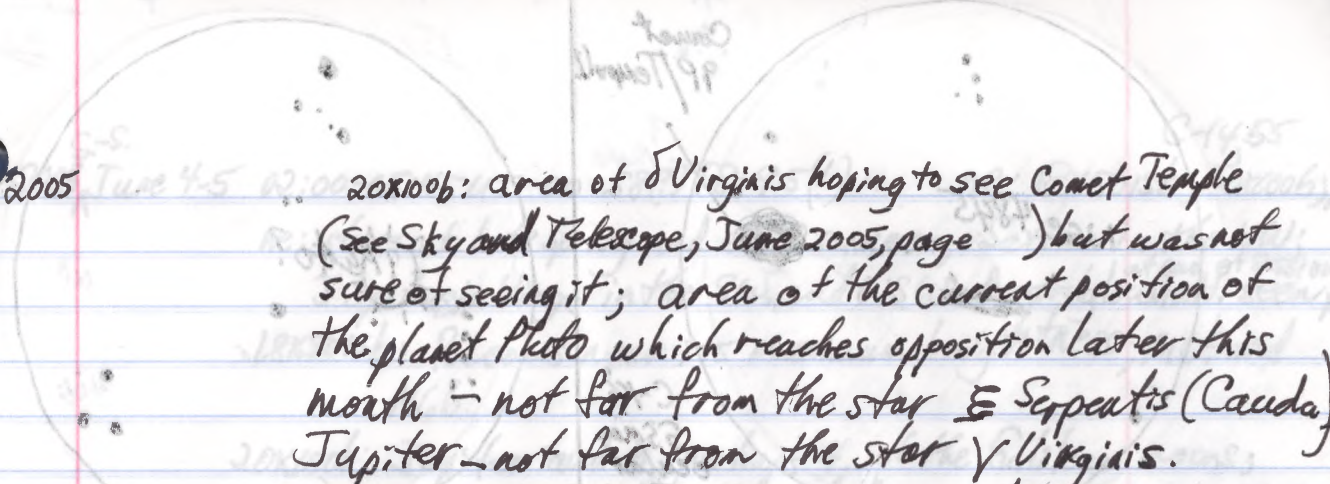 2005 20x100b: area of δ Virginis hoping to see Comet Temple
(see Sky and Telescope, June 2005, page ) but was not
sure of seeing it; area of the current position of
the planet Pluto which reaches opposition later this
month - not far from the star ξ Serpentis (Cauda)
Jupiter - not far from the star γ Virginis.